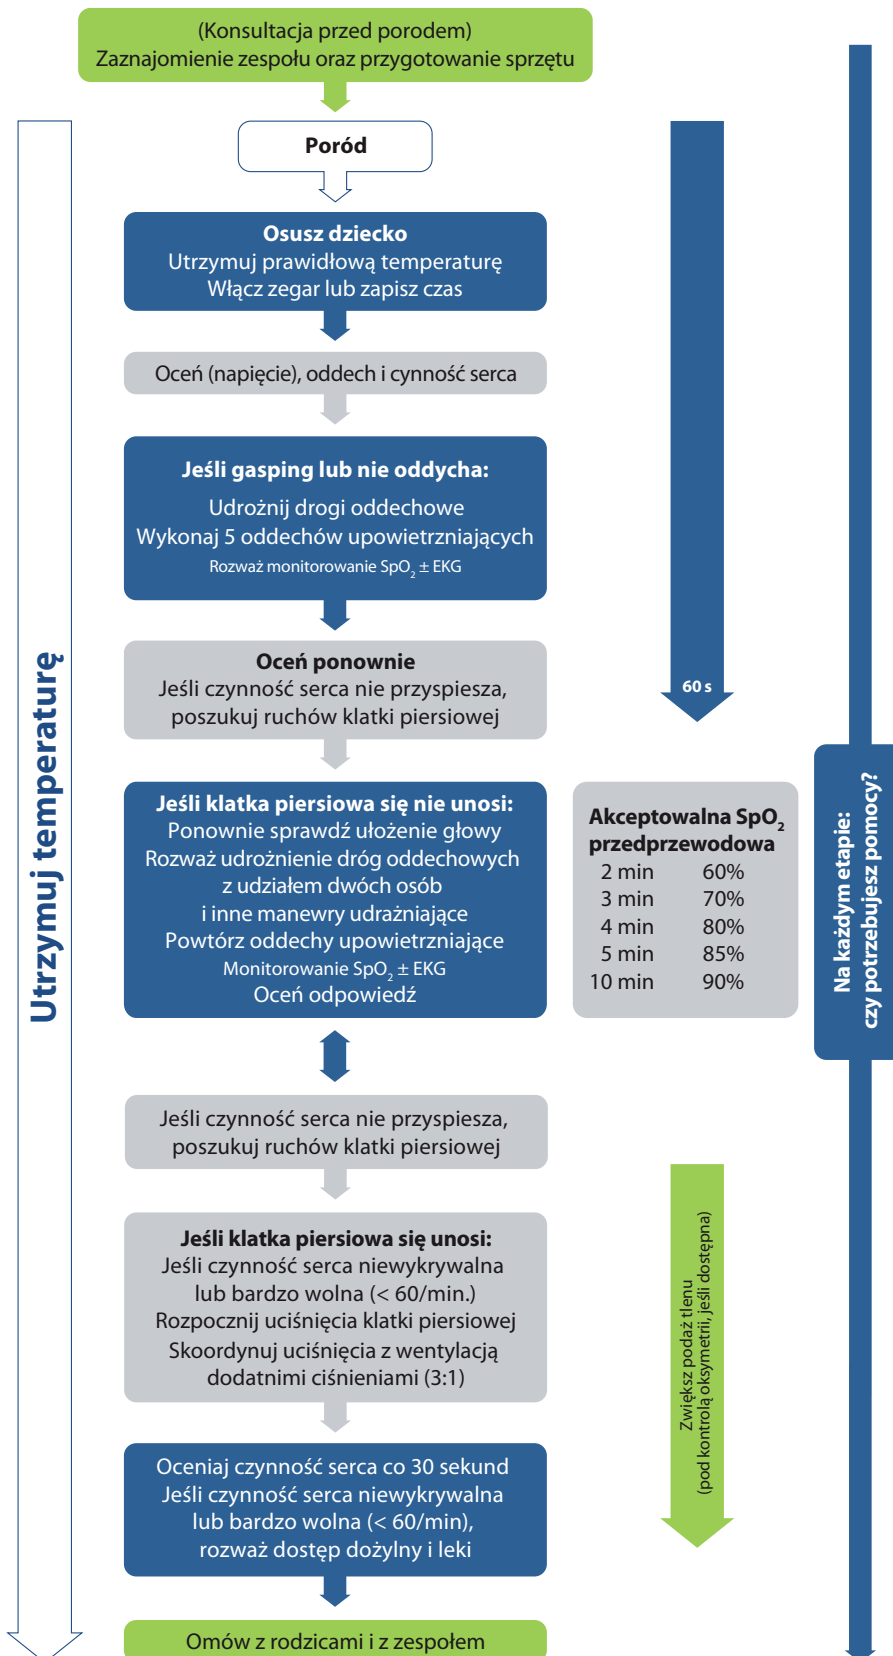 (Konsultacja przed porodem)
Zaznajomienie zespołu oraz przygotowanie sprzętu
Poród
Osusz dziecko
Utrzymuj prawidłową temperaturę
Włącz zegar lub zapisz czas
Oceń (napięcie), oddech i cynność serca
Jeśli gasping lub nie oddycha:
Udrożnij drogi oddechowe
Wykonaj 5 oddechów upowietrzniających
Rozważ monitorowanie SpO₂ ± EKG
Oceń ponownie
Jeśli czynność serca nie przyspiesza,
poszukuj ruchów klatki piersiowej
60 s
Jeśli klatka piersiowa się nie unosi:
Ponownie sprawdź ułożenie głowy
Rozważ udrożnienie dróg oddechowych
z udziałem dwóch osób
i inne manewry udrażniające
Powtórz oddechy upowietrzniające
Monitorowanie SpO₂ ± EKG
Oceń odpowiedź
Akceptowalna SpO₂
przedprzewodowa
2 min 60%
3 min 70%
4 min 80%
5 min 85%
10 min 90%
Jeśli czynność serca nie przyspiesza,
poszukuj ruchów klatki piersiowej
Jeśli klatka piersiowa się unosi:
Jeśli czynność serca niewykrywalna
lub bardzo wolna (< 60/min.)
Rozpocznij uciśnięcia klatki piersiowej
Skoordynuj uciśnięcia z wentylacją
dodatnimi ciśnieniami (3:1)
Oceniaj czynność serca co 30 sekund
Jeśli czynność serca niewykrywalna
lub bardzo wolna (< 60/min),
rozważ dostęp dożylny i leki
Omów z rodzicami i z zespołem
Utrzymuj temperaturę
Zwiększ podaż tlenu
(pod kontrolą oksymetrii, jeśli dostępna)
Na każdym etapie:
czy potrzebujesz pomocy?